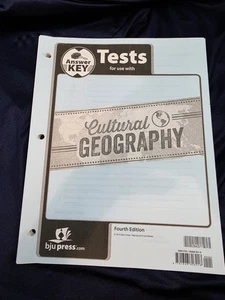 Answer
KEY
Tests
for use with
Cultural
GEOGRAPHY
Fourth Edition
bju press.com